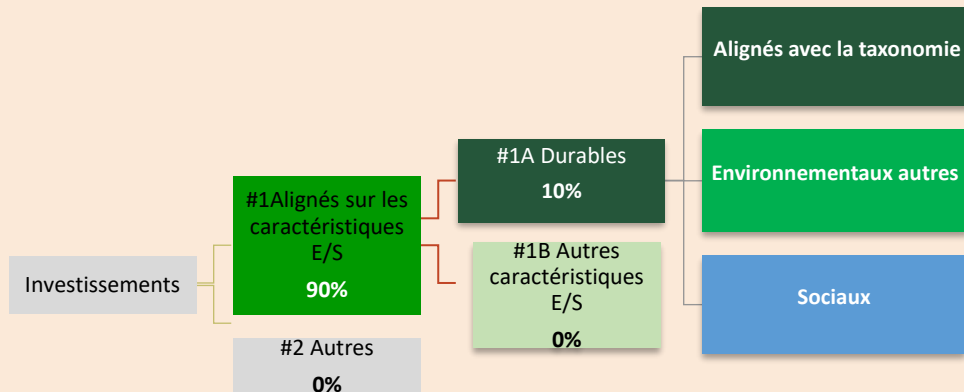 Investissements
#1Alignés sur les
caractéristiques
E/S
90%
#2 Autres
0%
#1A Durables
10%
#1B Autres
caractéristiques
E/S
0%
Alignés avec la taxonomie
Environnementaux autres
Sociaux